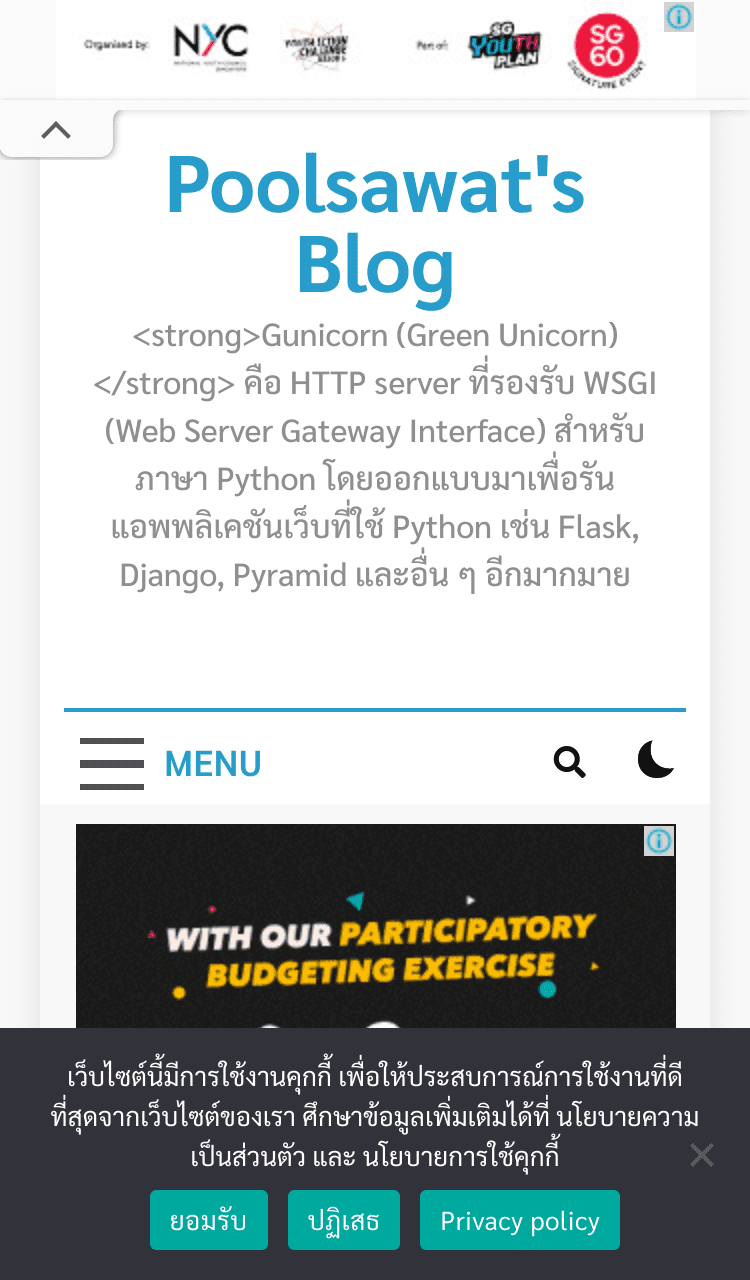 Organised by:
NYC
Part of:
SG
YOUTH
PLAN
SG
60
SIGNATURE EVENT
Poolsawat's
Blog
<strong>Gunicorn (Green Unicorn)
</strong> คือ HTTP server ที่รองรับ WSGI
(Web Server Gateway Interface) สำหรับ
ภาษา Python โดยออกแบบมาเพื่อรัน
แอพพลิเคชันเว็บที่ใช้ Python เช่น Flask,
Django, Pyramid และอื่น ๆ อีกมากมาย
MENU
WITH OUR PARTICIPATORY
BUDGETING EXERCISE
เว็บไซต์นี้มีการใช้งานคุกกี้ เพื่อให้ประสบการณ์การใช้งานที่ดี
ที่สุดจากเว็บไซต์ของเรา ศึกษาข้อมูลเพิ่มเติมได้ที่ นโยบายความ
เป็นส่วนตัว และ นโยบายการใช้คุกกี้
ยอมรับ
ปฏิเสธ
Privacy policy